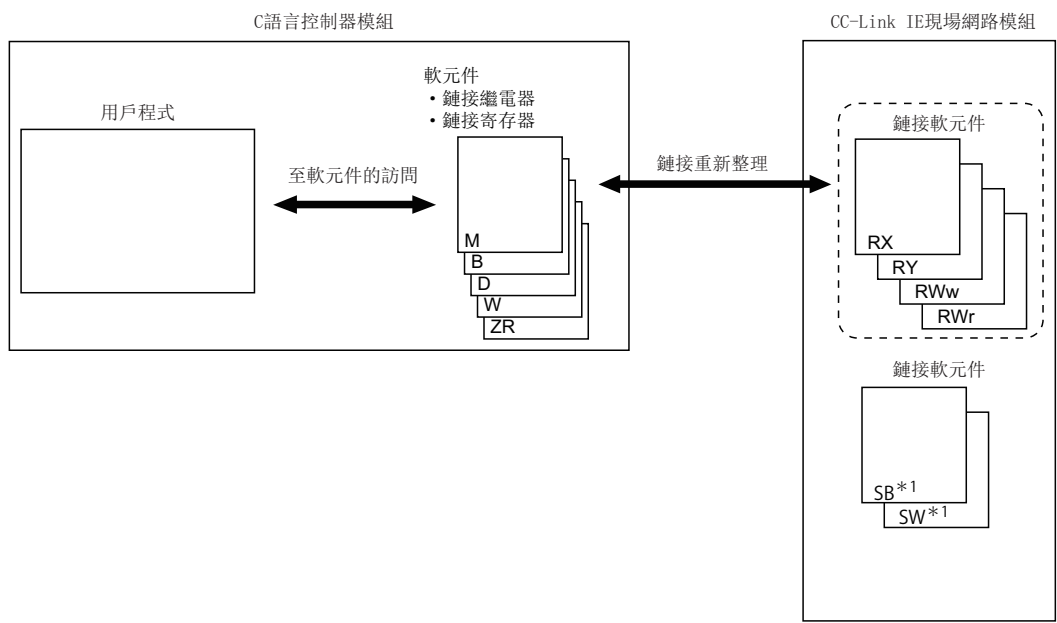 C語言控制器模組
CC-Link IE現場網路模組
用戶程式
至軟元件的訪問
軟元件
・鏈接繼電器
・鏈接寄存器
M
B
D
W
ZR
鏈接重新整理
鏈接軟元件
RX
RY
RWw
RWr
鏈接軟元件
SB*1
SW*1